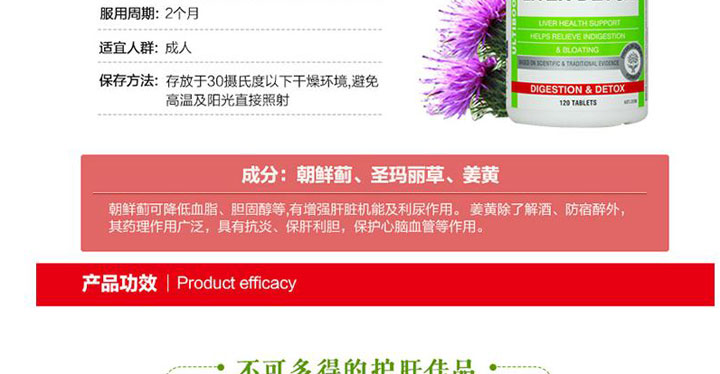 服用周期: 2个月
适宜人群: 成人
保存方法: 存放于30摄氏度以下干燥环境,避免
高温及阳光直接照射
ULTIBOO
LIVER HEALTH SUPPORT
HELPS RELIEVE INDIGESTION
& BLOATING
BASED ON SCIENTIFIC & TRADITIONAL EVIDENCE
DIGESTION & DETOX
120 TABLETS
成分：朝鲜蓟、圣玛丽草、姜黄
朝鲜蓟可降低血脂、胆固醇等,有增强肝脏机能及利尿作用。姜黄除了解酒、防宿醉外，
其药理作用广泛，具有抗炎、保肝利胆，保护心脑血管等作用。
产品功效 | Product efficacy
不可多得的护肝佳品